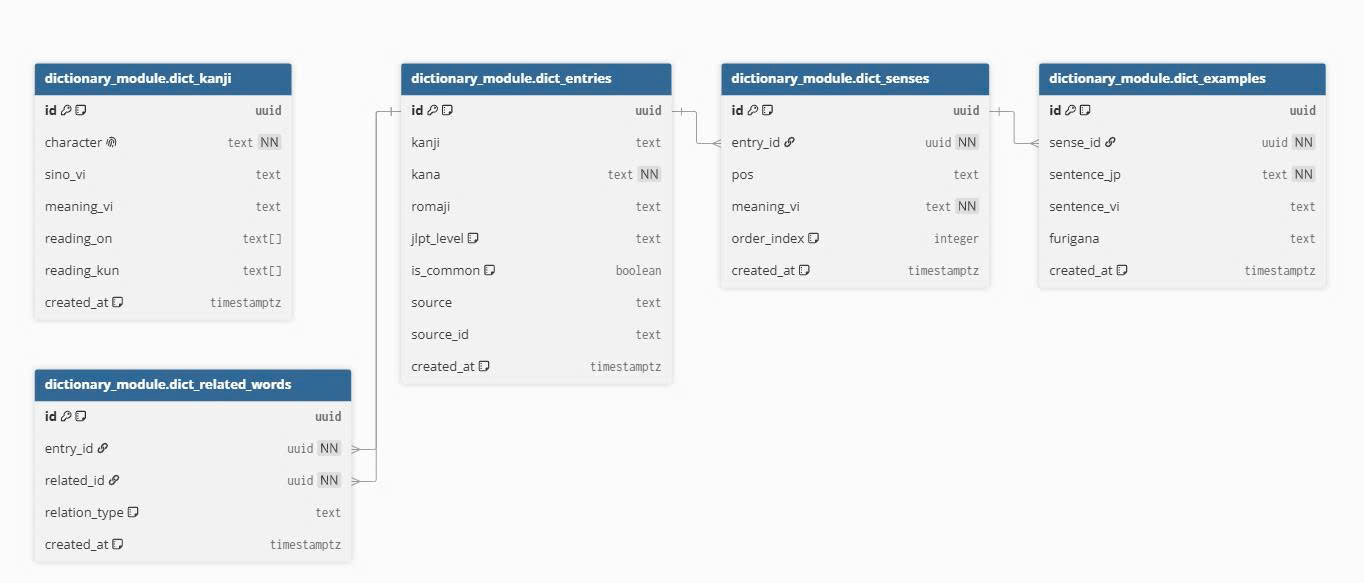 dictionary_module.dict_kanji
id uuid
character text NN
sino_vi text
meaning_vi text
reading_on text[]
reading_kun text[]
created_at timestamptz
dictionary_module.dict_related_words
id uuid
entry_id uuid NN
related_id uuid NN
relation_type text
created_at timestamptz
dictionary_module.dict_entries
id uuid
kanji text
kana text NN
romaji text
jlpt_level text
is_common boolean
source text
source_id text
created_at timestamptz
dictionary_module.dict_senses
id uuid
entry_id uuid NN
pos text
meaning_vi text NN
order_index integer
created_at timestamptz
dictionary_module.dict_examples
id uuid
sense_id uuid NN
sentence_jp text NN
sentence_vi text
furigana text
created_at timestamptz